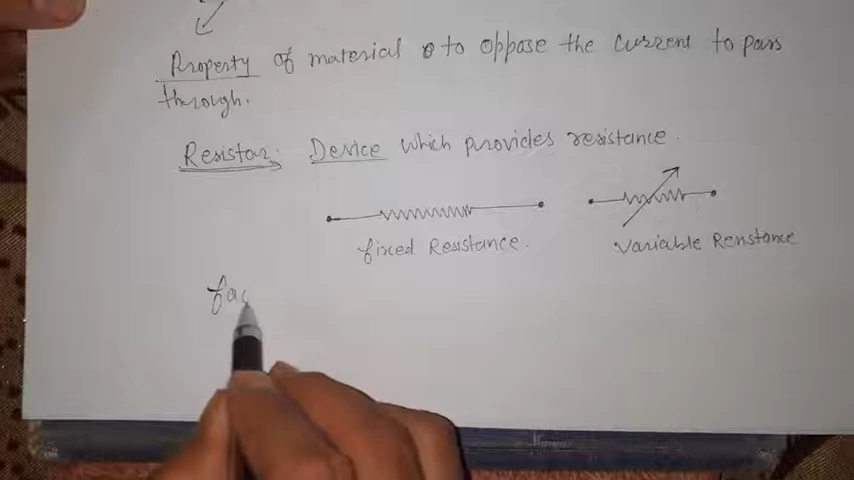 Property of material to oppose the current to pass
through.
Resistor: Device which provides resistance.
fixed Resistance. variable Resistance
fac